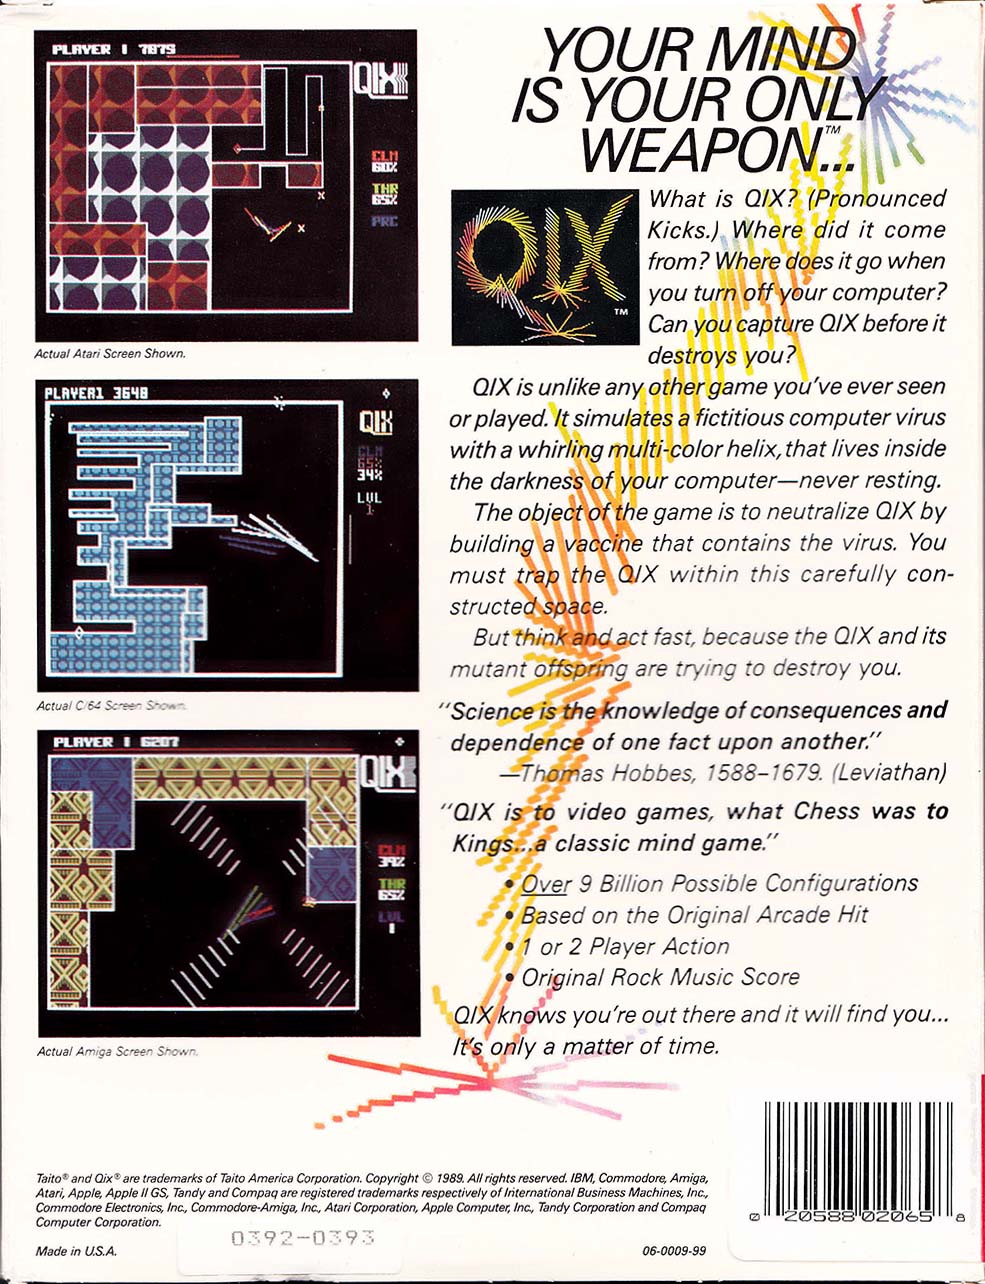 PLAYER 1 7875
QIX
CLM
60%
THR
65%
PRC
Actual Atari Screen Shown.
PLAYER1 3648
QIX
CLM
65%
34%
LVL
1
Actual C/64 Screen Shown.
PLAYER 1 6207
QIX
CLM
39%
THR
65%
LVL
1
Actual Amiga Screen Shown.
YOUR MIND
IS YOUR ONLY
WEAPON™...
QIX
TM
What is QIX? (Pronounced
Kicks.) Where did it come
from? Where does it go when
you turn off your computer?
Can you capture QIX before it
destroys you?
QIX is unlike any other game you've ever seen
or played. It simulates a fictitious computer virus
with a whirling multi-color helix, that lives inside
the darkness of your computer—never resting.
The object of the game is to neutralize QIX by
building a vaccine that contains the virus. You
must trap the QIX within this carefully con-
structed space.
But think and act fast, because the QIX and its
mutant offspring are trying to destroy you.
"Science is the knowledge of consequences and
dependence of one fact upon another."
—Thomas Hobbes, 1588–1679. (Leviathan)
"QIX is to video games, what Chess was to
Kings...a classic mind game."
• Over 9 Billion Possible Configurations
• Based on the Original Arcade Hit
• 1 or 2 Player Action
• Original Rock Music Score
QIX knows you're out there and it will find you...
It's only a matter of time.
Taito® and Qix® are trademarks of Taito America Corporation. Copyright © 1989. All rights reserved. IBM, Commodore, Amiga,
Atari, Apple, Apple II GS, Tandy and Compaq are registered trademarks respectively of International Business Machines, Inc.,
Commodore Electronics, Inc., Commodore-Amiga, Inc., Atari Corporation, Apple Computer, Inc., Tandy Corporation and Compaq
Computer Corporation.
0392-0393
Made in U.S.A.
06-0009-99
0 20588 02065 8